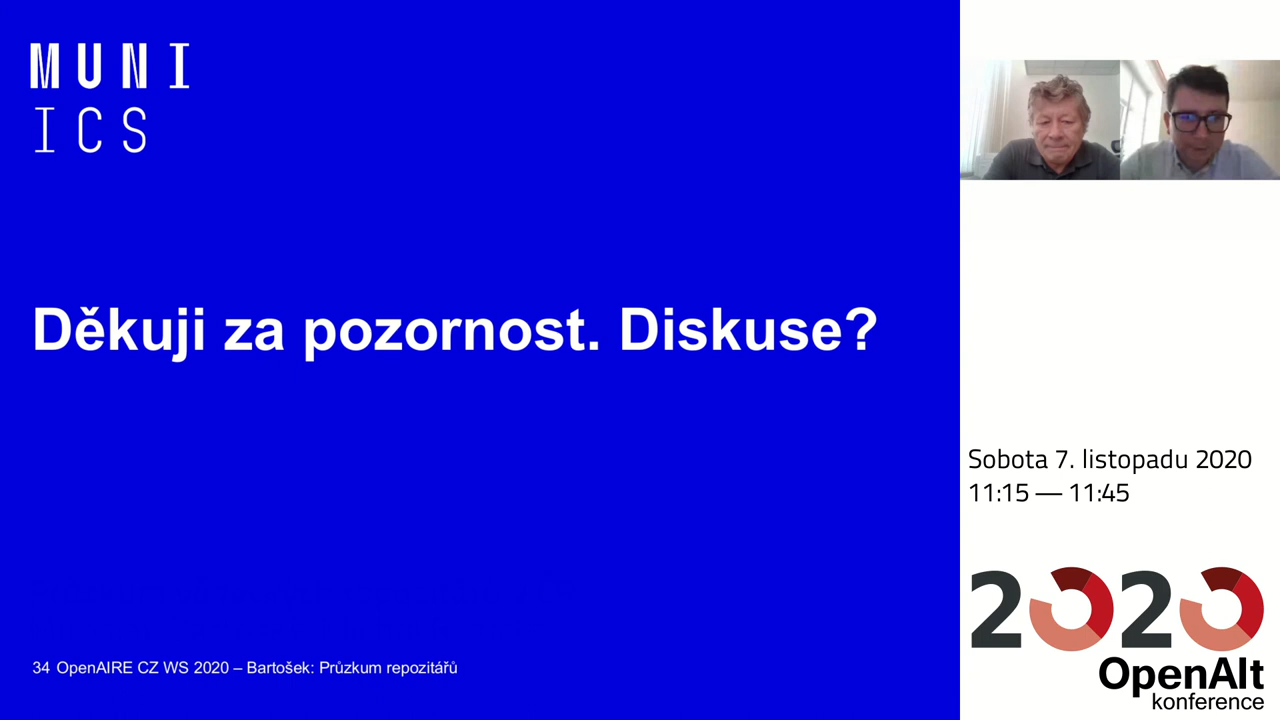 MUNI
ICS
Děkuji za pozornost. Diskuse?
34 OpenAIRE CZ WS 2020 – Bartošek: Průzkum repozitářů
Sobota 7. listopadu 2020
11:15 — 11:45
2020
OpenAlt
konference